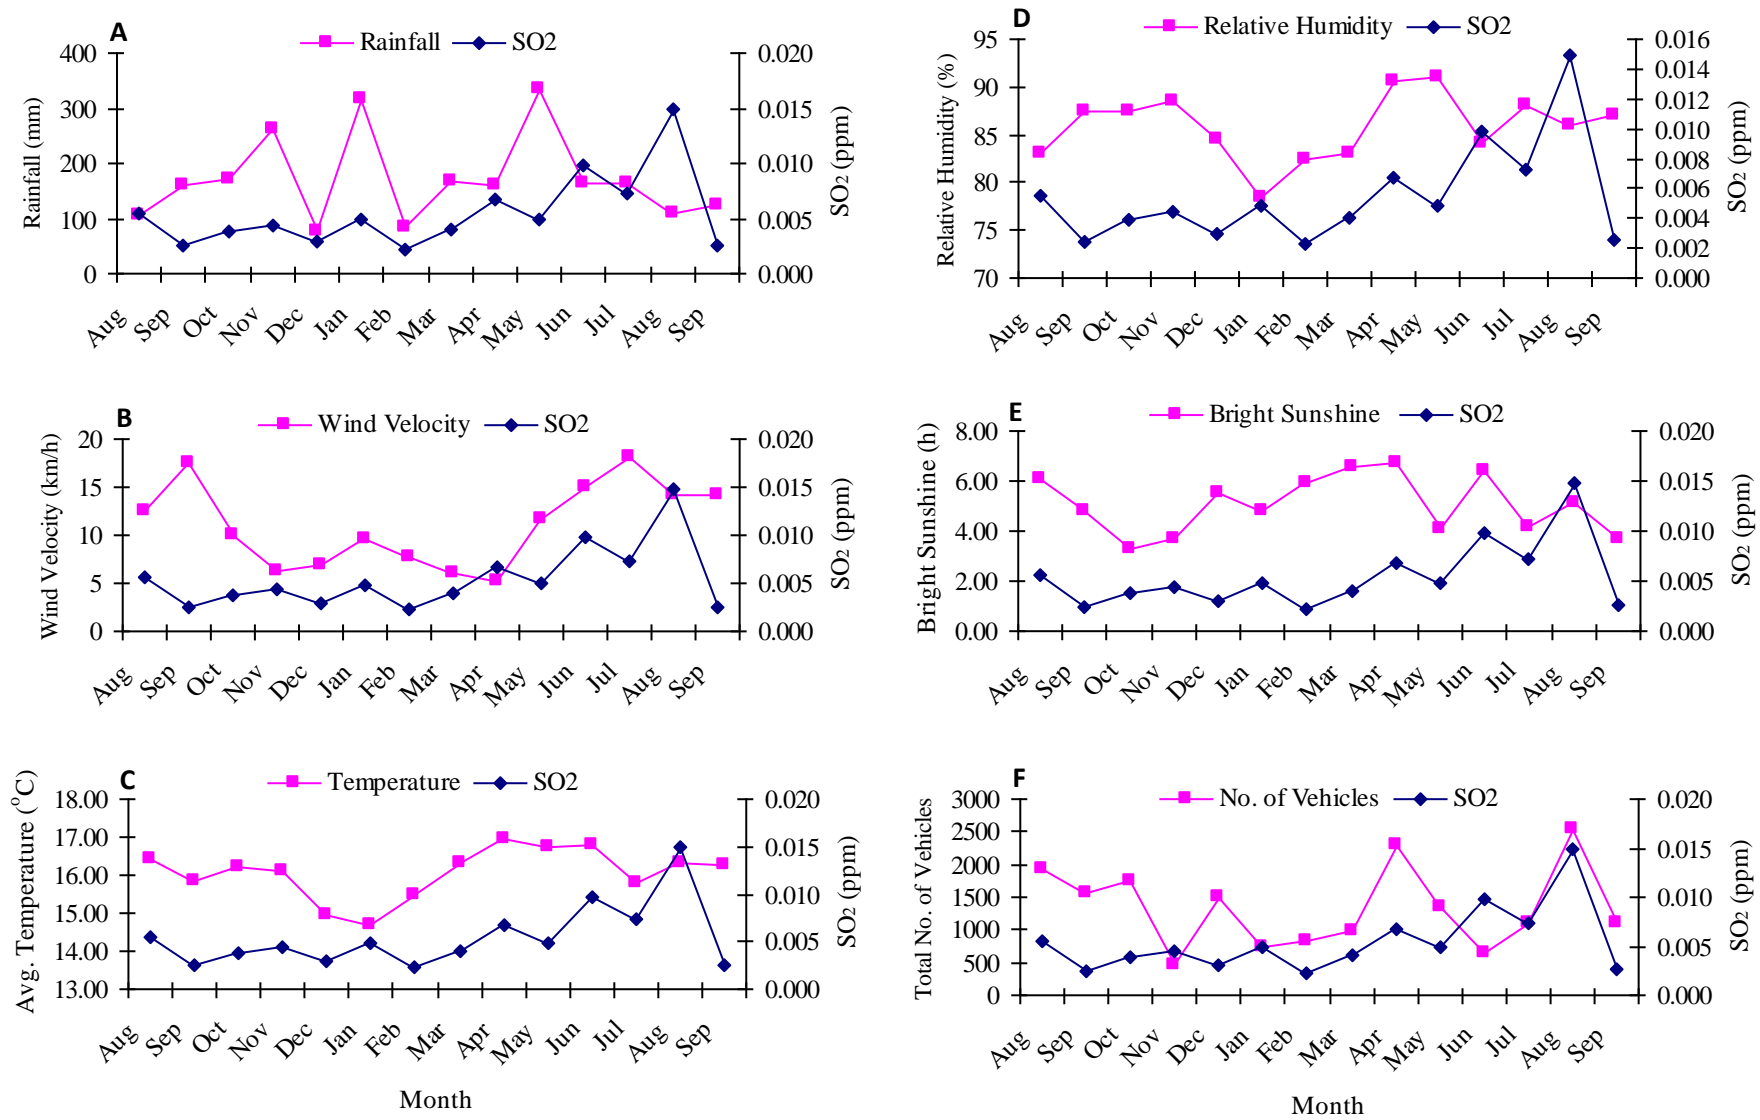 A
Rainfall SO2
400
300
200
100
0
Rainfall (mm)
0.020
0.015
0.010
0.005
0.000
SO2 (ppm)
Aug Sep Oct Nov Dec Jan Feb Mar Apr May Jun Jul Aug Sep
D
Relative Humidity SO2
95
90
85
80
75
70
Relative Humidity (%)
0.016
0.014
0.012
0.010
0.008
0.006
0.004
0.002
0.000
SO2 (ppm)
Aug Sep Oct Nov Dec Jan Feb Mar Apr May Jun Jul Aug Sep
B
Wind Velocity SO2
20
15
10
5
0
Wind Velocity (km/h)
0.020
0.015
0.010
0.005
0.000
SO2 (ppm)
Aug Sep Oct Nov Dec Jan Feb Mar Apr May Jun Jul Aug Sep
E
Bright Sunshine SO2
8.00
6.00
4.00
2.00
0.00
Bright Sunshine (h)
0.020
0.015
0.010
0.005
0.000
SO2 (ppm)
Aug Sep Oct Nov Dec Jan Feb Mar Apr May Jun Jul Aug Sep
C
Temperature SO2
18.00
17.00
16.00
15.00
14.00
13.00
Avg. Temperature (°C)
0.020
0.015
0.010
0.005
0.000
SO2 (ppm)
Aug Sep Oct Nov Dec Jan Feb Mar Apr May Jun Jul Aug Sep
Month
F
No. of Vehicles SO2
3000
2500
2000
1500
1000
500
0
Total No. of Vehicles
0.020
0.015
0.010
0.005
0.000
SO2 (ppm)
Aug Sep Oct Nov Dec Jan Feb Mar Apr May Jun Jul Aug Sep
Month